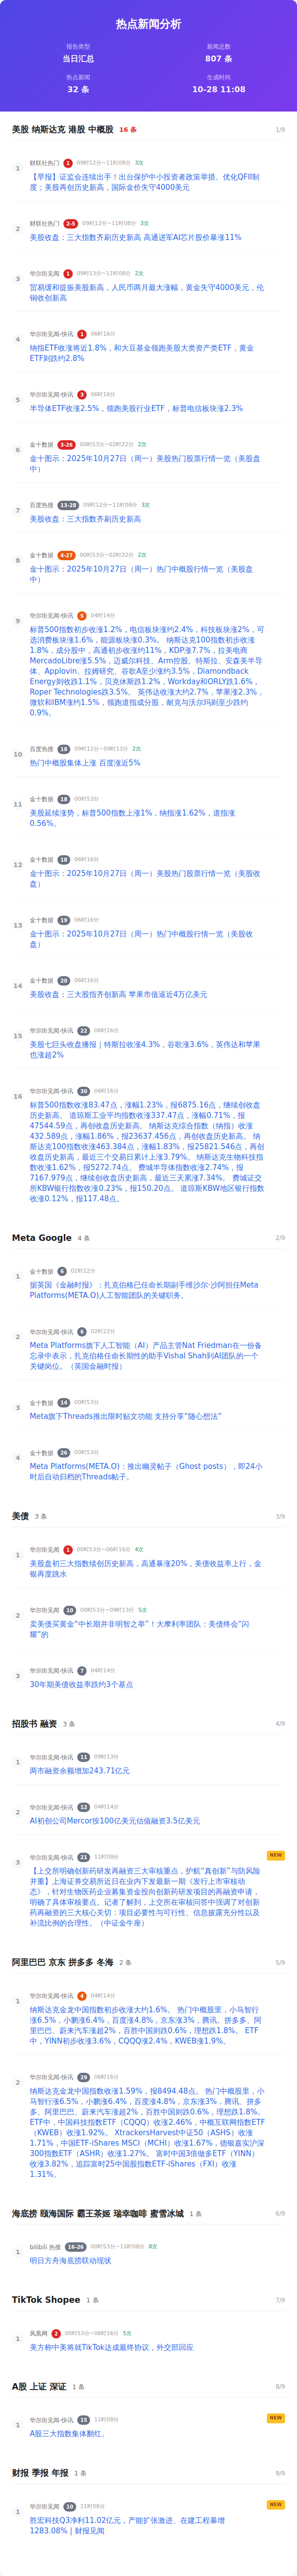 热点新闻分析
报告类型
新闻总数
当日汇总
807 条
热点新闻
生成时间
32 条
10-28 11:08
美股 纳斯达克 港股 中概股 16 条 1/9
1
财联社热门 1 09时12分~11时08分 3次
【早报】证监会连续出手！出台保护中小投资者政策举措、优化QFII制
度；美股再创历史新高，国际金价失守4000美元
2
财联社热门 2-5 09时12分~11时08分 3次
美股收盘：三大指数齐刷历史新高 高通进军AI芯片股价暴涨11%
3
华尔街见闻 1 09时13分~11时08分 2次
贸易缓和提振美股新高，人民币两月最大涨幅，黄金失守4000美元，伦
铜收创新高
4
华尔街见闻-快讯 1 06时16分
纳指ETF收涨将近1.8%，和大豆基金领跑美股大类资产类ETF，黄金
ETF则跌约2.8%
5
华尔街见闻-快讯 3 06时16分
半导体ETF收涨2.5%，领跑美股行业ETF，标普电信板块涨2.3%
6
金十数据 3-26 00时53分~02时22分 2次
金十图示：2025年10月27日（周一）美股热门股票行情一览（美股盘
中）
7
百度热搜 13-28 09时12分~11时08分 3次
美股收盘：三大指数齐刷历史新高
8
金十数据 4-27 00时53分~02时22分 2次
金十图示：2025年10月27日（周一）热门中概股行情一览（美股盘
中）
9
华尔街见闻-快讯 5 04时14分
标普500指数初步收涨1.2%，电信板块涨约2.4%，科技板块2%，可
选消费板块涨1.6%，能源板块涨0.3%。 纳斯达克100指数初步收涨
1.8%，成分股中，高通初步收涨约11%，KDP涨7.7%，拉美电商
MercadoLibre涨5.5%，迈威尔科技、Arm控股、特斯拉、安森美半导
体、Applovin、拉姆研究、谷歌A至少涨约3.5%，Diamondback
Energy则收跌1.1%，贝克休斯跌1.2%，Workday和ORLY跌1.6%，
Roper Technologies跌3.5%。 英伟达收涨大约2.7%，苹果涨2.3%，
微软和IBM涨约1.5%，领跑道指成分股，耐克与沃尔玛则至少跌约
0.9%。
10
百度热搜 18 09时12分~09时13分 2次
热门中概股集体上涨 百度涨近5%
11
金十数据 18 00时53分
美股延续涨势，标普500指数上涨1%，纳指涨1.62%，道指涨
0.56%。
12
金十数据 18 06时16分
金十图示：2025年10月27日（周一）美股热门股票行情一览（美股收
盘）
13
金十数据 19 06时16分
金十图示：2025年10月27日（周一）热门中概股行情一览（美股收
盘）
14
金十数据 20 06时16分
美股收盘：三大股指齐创新高 苹果市值逼近4万亿美元
15
华尔街见闻-快讯 22 06时16分
美股七巨头收盘播报｜特斯拉收涨4.3%，谷歌涨3.6%，英伟达和苹果
也涨超2%
16
华尔街见闻-快讯 30 06时16分
标普500指数收涨83.47点，涨幅1.23%，报6875.16点，继续创收盘
历史新高。 道琼斯工业平均指数收涨337.47点，涨幅0.71%，报
47544.59点，再创收盘历史新高。 纳斯达克综合指数（纳指）收涨
432.589点，涨幅1.86%，报23637.456点，再创收盘历史新高。 纳
斯达克100指数收涨463.384点，涨幅1.83%，报25821.546点，再创
收盘历史新高，最近三个交易日累计上涨3.79%。 纳斯达克生物科技指
数收涨1.62%，报5272.74点。 费城半导体指数收涨2.74%，报
7167.979点，继续创收盘历史新高，最近三天累涨7.34%。 费城证交
所KBW银行指数收涨0.23%，报150.20点。 道琼斯KBW地区银行指数
收涨0.12%，报117.48点。
Meta Google 4 条 2/9
1
金十数据 6 02时22分
据英国《金融时报》：扎克伯格已任命长期副手维沙尔·沙阿担任Meta
Platforms(META.O)人工智能团队的关键职务。
2
华尔街见闻-快讯 6 02时22分
Meta Platforms旗下人工智能（AI）产品主管Nat Friedman在一份备
忘录中表示，扎克伯格任命长期性的助手Vishal Shah到AI团队的一个
关键岗位。（英国金融时报）
3
金十数据 14 00时53分
Meta旗下Threads推出限时贴文功能 支持分享“随心想法”
4
金十数据 26 00时53分
Meta Platforms(META.O)：推出幽灵帖子（Ghost posts），即24小
时后自动归档的Threads帖子。
美债 3 条 3/9
1
华尔街见闻 1 00时53分~06时16分 4次
美股盘初三大指数续创历史新高，高通暴涨20%，美债收益率上行，金
银再度跳水
2
华尔街见闻 10 00时53分~09时13分 5次
卖美债买黄金“中长期并非明智之举”！大摩利率团队：美债终会“闪
耀”的
3
华尔街见闻-快讯 7 04时14分
30年期美债收益率跌约3个基点
招股书 融资 3 条 4/9
1
华尔街见闻-快讯 11 09时13分
两市融资余额增加243.71亿元
2
华尔街见闻-快讯 12 04时14分
AI初创公司Mercor按100亿美元估值融资3.5亿美元
3
华尔街见闻-快讯 21 11时08分
NEW
【上交所明确创新药研发再融资三大审核重点，护航“真创新”与防风险
并重】上海证券交易所近日在业内下发最新一期《发行上市审核动
态》，针对生物医药企业募集资金投向创新药研发项目的再融资申请，
明确了具体审核要点。记者了解到，上交所在审核问答中强调了对创新
药再融资的三大核心关切：项目必要性与可行性、信息披露充分性以及
补流比例的合理性。（中证金牛座）
阿里巴巴 京东 拼多多 冬海 2 条 5/9
1
华尔街见闻-快讯 4 04时14分
纳斯达克金龙中国指数初步收涨大约1.6%。 热门中概股里，小马智行
涨6.5%，小鹏涨6.4%，百度涨4.8%，京东涨3%，腾讯、拼多多、阿
里巴巴、蔚来汽车涨超2%，百胜中国则跌0.6%，理想跌1.8%。 ETF
中，YINN初步收涨3.6%，CQQQ涨2.4%，KWEB涨1.9%。
2
华尔街见闻-快讯 29 06时16分
纳斯达克金龙中国指数收涨1.59%，报8494.48点。 热门中概股里，小
马智行涨6.5%，小鹏涨6.4%，百度涨4.8%，京东涨3%，腾讯、拼多
多、阿里巴巴、蔚来汽车涨超2%，百胜中国则跌0.6%，理想跌1.8%。
ETF中，中国科技指数ETF（CQQQ）收涨2.46%，中概互联网指数ETF
（KWEB）收涨1.92%。 XtrackersHarvest中证50（ASHS）收涨
1.71%，中国ETF-iShares MSCI（MCHI）收涨1.67%，德银嘉实沪深
300指数ETF（ASHR）收涨1.27%。 富时中国3倍做多ETF（YINN）
收涨3.82%，追踪富时25中国股指数ETF-iShares（FXI）收涨
1.31%。
海底捞 颐海国际 霸王茶姬 瑞幸咖啡 蜜雪冰城 1 条 6/9
1
bilibili 热搜 16-26 00时53分~11时08分 8次
明日方舟海底捞联动现状
TikTok Shopee 1 条 7/9
1
凤凰网 2 00时53分~06时16分 5次
美方称中美将就TikTok达成最终协议，外交部回应
A股 上证 深证 1 条 8/9
1
华尔街见闻-快讯 15 11时08分
NEW
A股三大指数集体翻红。
财报 季报 年报 1 条 9/9
1
华尔街见闻 10 11时08分
NEW
胜宏科技Q3净利11.02亿元，产能扩张激进、在建工程暴增
1283.08% | 财报见闻